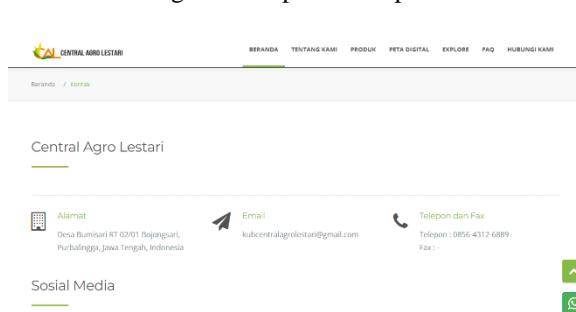 CENTRAL AGRO LESTARI
BERANDA TENTANG KAMI PRODUK PETA DIGITAL EXPLORE FAQ HUBUNGI KAMI
Beranda / Kontak
Central Agro Lestari
Alamat
Desa Bumisari RT 02/01 Bojongsari,
Purbalingga, Jawa Tengah, Indonesia
Email
kubcentralagrolestari@gmail.com
Telepon dan Fax
Telepon : 0856-4312-6889
Fax : -
Sosial Media